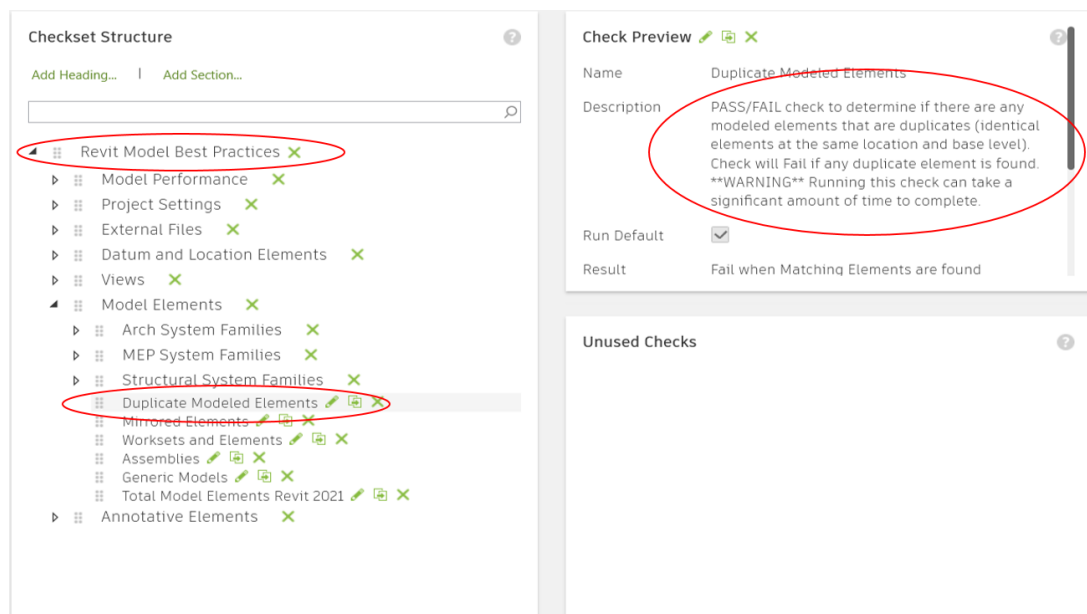 Checkset Structure
Add Heading... | Add Section...
Revit Model Best Practices
Model Performance
Project Settings
External Files
Datum and Location Elements
Views
Model Elements
Arch System Families
MEP System Families
Structural System Families
Duplicate Modeled Elements
Mirrored Elements
Worksets and Elements
Assemblies
Generic Models
Total Model Elements Revit 2021
Annotative Elements
Check Preview
Name Duplicate Modeled Elements
Description PASS/FAIL check to determine if there are any
modeled elements that are duplicates (identical
elements at the same location and base level).
Check will Fail if any duplicate element is found.
**WARNING** Running this check can take a
significant amount of time to complete.
Run Default
Result Fail when Matching Elements are found
Unused Checks